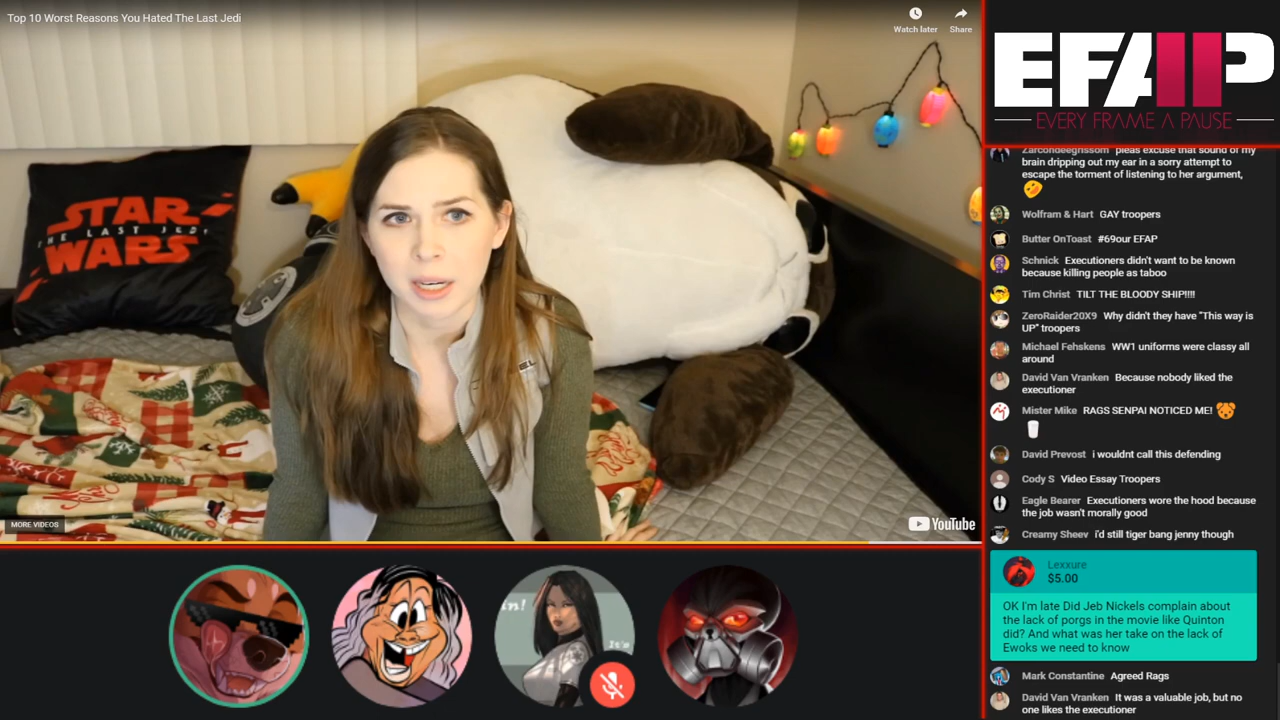 Top 10 Worst Reasons You Hated The Last Jedi
Watch later
Share
STAR
THE LAST JEDI
WARS
MORE VIDEOS
YouTube
in!
It's
EFAP
EVERY FRAME A PAUSE
Zarcondeegrissom pleas excuse that sound of my
brain dripping out my ear in a sorry attempt to
escape the torment of listening to her argument,
Wolfram & Hart GAY troopers
Butter OnToast #69our EFAP
Schnick Executioners didn't want to be known
because killing people as taboo
Tim Christ TILT THE BLOODY SHIP!!!!
ZeroRaider20X9 Why didn't they have "This way is
UP" troopers
Michael Fehskens WW1 uniforms were classy all
around
David Van Vranken Because nobody liked the
executioner
Mister Mike RAGS SENPAI NOTICED ME!
David Prevost i wouldnt call this defending
Cody S Video Essay Troopers
Eagle Bearer Executioners wore the hood because
the job wasn't morally good
Creamy Sheev i'd still tiger bang jenny though
Lexxure
$5.00
OK I'm late Did Jeb Nickels complain about
the lack of porgs in the movie like Quinton
did? And what was her take on the lack of
Ewoks we need to know
Mark Constantine Agreed Rags
David Van Vranken It was a valuable job, but no
one likes the executioner